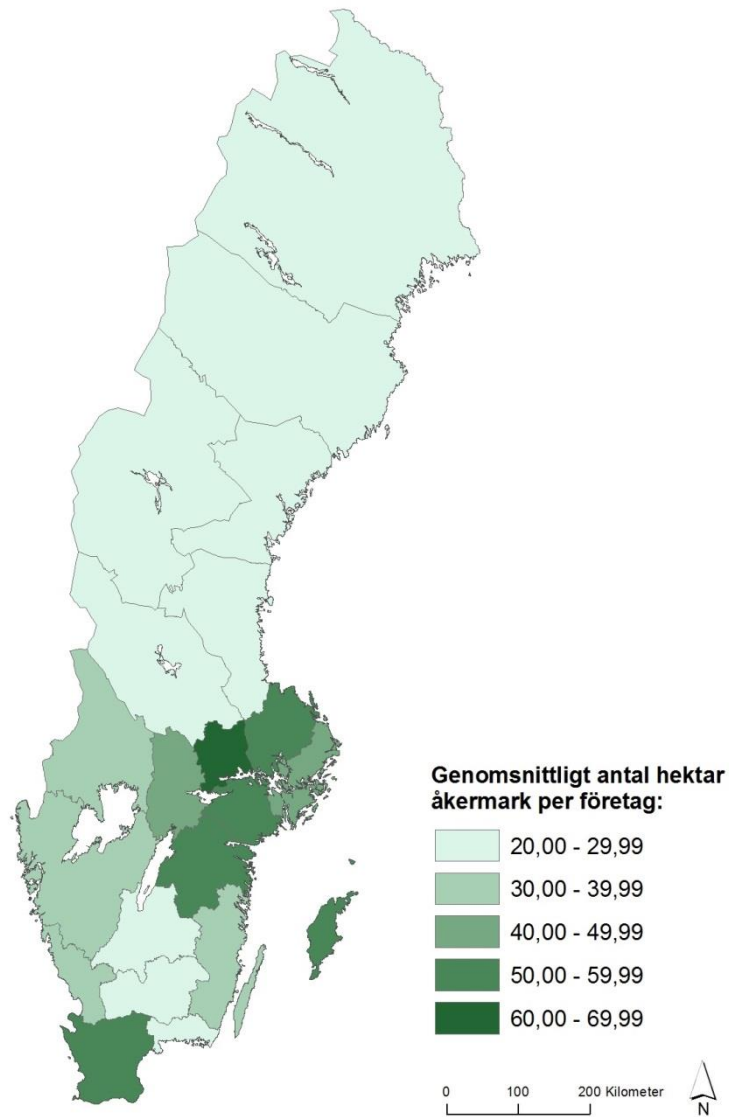 Genomsnittligt antal hektar
åkermark per företag:
20,00 - 29,99
30,00 - 39,99
40,00 - 49,99
50,00 - 59,99
60,00 - 69,99
0 100 200 Kilometer
N